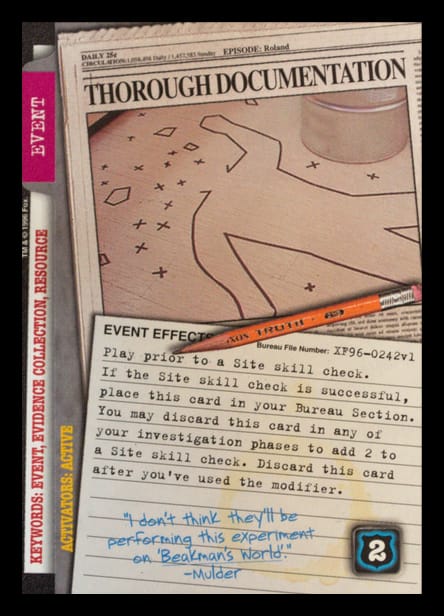 DAILY 25¢
CIRCULATION: 1,058,494 Daily / 1,457,583 Sunday
EPISODE: Roland
THOROUGH DOCUMENTATION
EVENT
TM & © 1996 Fox.
KEYWORDS: EVENT, EVIDENCE COLLECTION, RESOURCE
ACTIVATORS: ACTIVE
TRUTH
EVENT EFFECTS
Bureau File Number: XF96-0242v1
Play prior to a Site skill check.
If the Site skill check is successful,
place this card in your Bureau Section.
You may discard this card in any of
your investigation phases to add 2 to
a Site skill check. Discard this card
after you've used the modifier.
"I don't think they'll be
performing this experiment
on 'Beakman's World'."
-Mulder
2